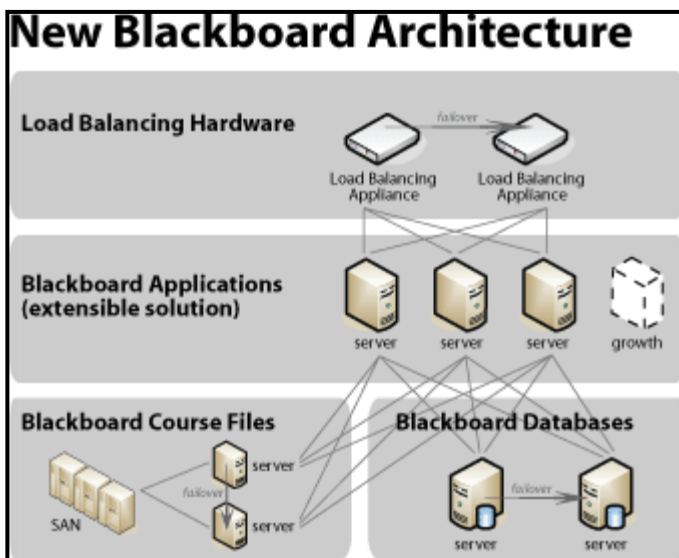 New Blackboard Architecture
Load Balancing Hardware
failover
Load Balancing
Appliance
Load Balancing
Appliance
Blackboard Applications
(extensible solution)
server
server
server
growth
Blackboard Course Files
server
failover
SAN
server
Blackboard Databases
failover
server
server